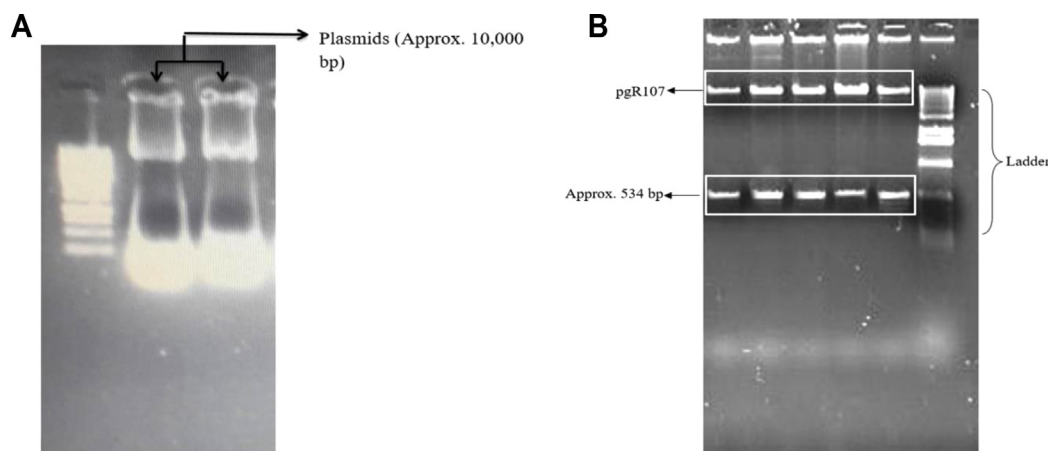 A
Plasmids (Approx. 10,000
bp)
B
pgR107
Approx. 534 bp
Ladder